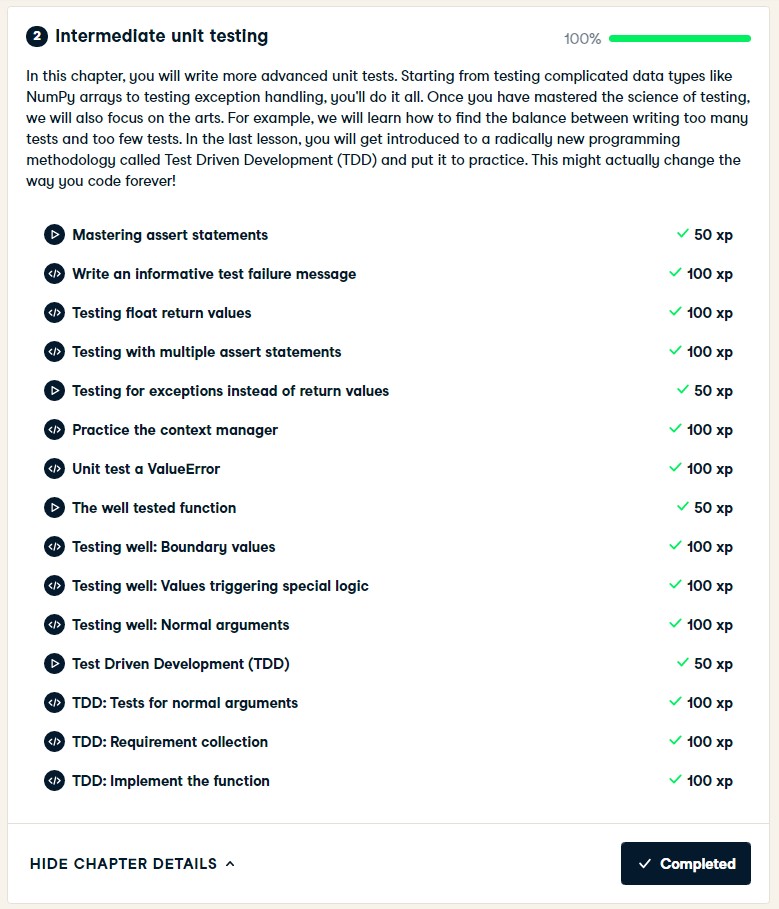 2 Intermediate unit testing 100%
In this chapter, you will write more advanced unit tests. Starting from testing complicated data types like
NumPy arrays to testing exception handling, you'll do it all. Once you have mastered the science of testing,
we will also focus on the arts. For example, we will learn how to find the balance between writing too many
tests and too few tests. In the last lesson, you will get introduced to a radically new programming
methodology called Test Driven Development (TDD) and put it to practice. This might actually change the
way you code forever!
Mastering assert statements 50 xp
Write an informative test failure message 100 xp
Testing float return values 100 xp
Testing with multiple assert statements 100 xp
Testing for exceptions instead of return values 50 xp
Practice the context manager 100 xp
Unit test a ValueError 100 xp
The well tested function 50 xp
Testing well: Boundary values 100 xp
Testing well: Values triggering special logic 100 xp
Testing well: Normal arguments 100 xp
Test Driven Development (TDD) 50 xp
TDD: Tests for normal arguments 100 xp
TDD: Requirement collection 100 xp
TDD: Implement the function 100 xp
HIDE CHAPTER DETAILS Completed